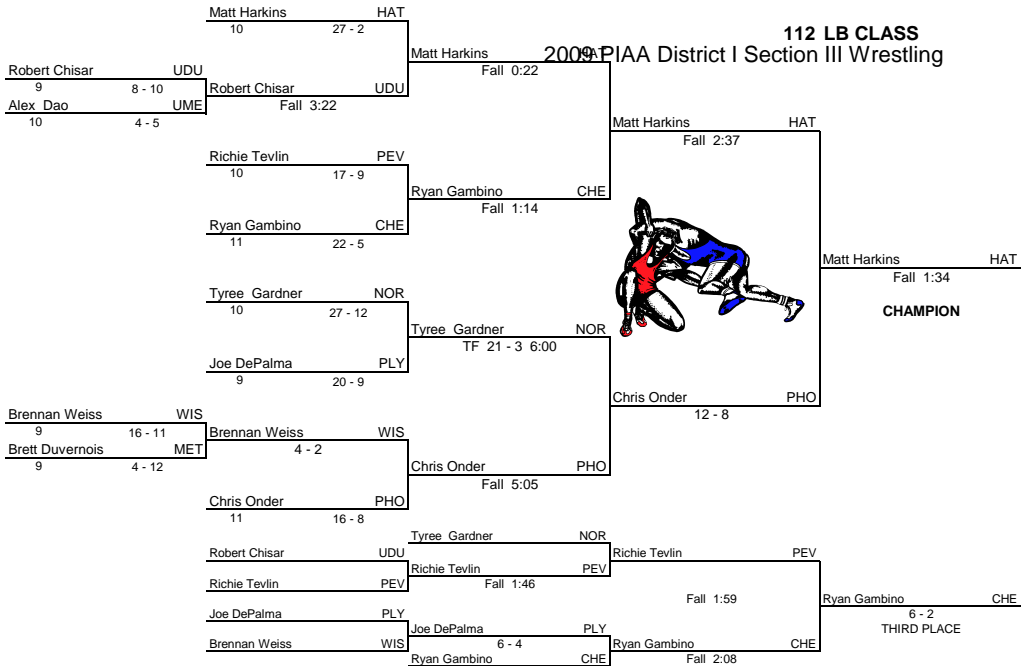 112 LB CLASS
2009 PIAA District I Section III Wrestling
Matt Harkins HAT
10 27 - 2
Matt Harkins HAT
Fall 0:22
Robert Chisar UDU
9 8 - 10
Robert Chisar UDU
Fall 3:22
Alex Dao UME
10 4 - 5
Matt Harkins HAT
Fall 2:37
Richie Tevlin PEV
10 17 - 9
Ryan Gambino CHE
Fall 1:14
Ryan Gambino CHE
11 22 - 5
Matt Harkins HAT
Fall 1:34
CHAMPION
Tyree Gardner NOR
10 27 - 12
Tyree Gardner NOR
TF 21 - 3 6:00
Joe DePalma PLY
9 20 - 9
Chris Onder PHO
12 - 8
Brennan Weiss WIS
9 16 - 11
Brennan Weiss WIS
4 - 2
Brett Duvernois MET
9 4 - 12
Chris Onder PHO
Fall 5:05
Chris Onder PHO
11 16 - 8
Tyree Gardner NOR
Robert Chisar UDU
Richie Tevlin PEV
Richie Tevlin PEV
Fall 1:46
Richie Tevlin PEV
Fall 1:59
Ryan Gambino CHE
6 - 2
THIRD PLACE
Joe DePalma PLY
Joe DePalma PLY
6 - 4
Brennan Weiss WIS
Ryan Gambino CHE
Fall 2:08
Ryan Gambino CHE